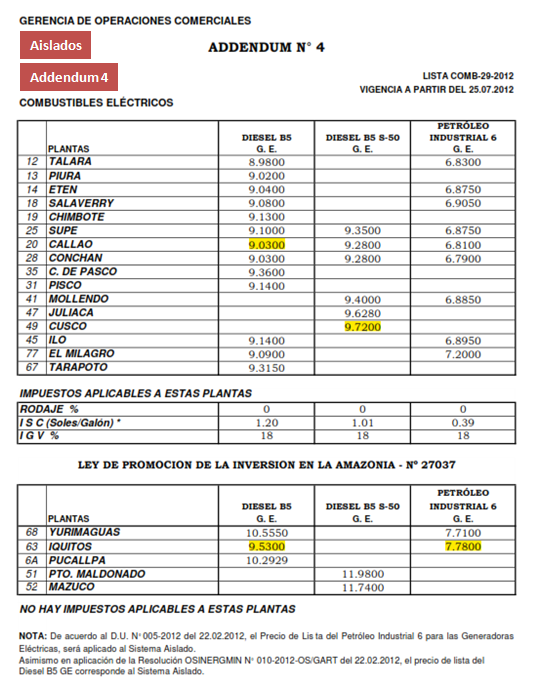 GERENCIA DE OPERACIONES COMERCIALES
Aislados
ADDENDUM N° 4
Addendum 4
LISTA COMB-29-2012
VIGENCIA A PARTIR DEL 25.07.2012
COMBUSTIBLES ELÉCTRICOS
PLANTAS DIESEL B5 G. E. DIESEL B5 S-50 G. E. PETRÓLEO INDUSTRIAL 6 G. E.
12 TALARA 8.9800 6.8300
13 PIURA 9.0200
14 ETEN 9.0400 6.8750
18 SALAVERRY 9.0800 6.9050
19 CHIMBOTE 9.1300
25 SUPE 9.1000 9.3500 6.8750
20 CALLAO 9.0300 9.2800 6.8100
28 CONCHAN 9.0300 9.2800 6.7900
35 C. DE PASCO 9.3600
31 PISCO 9.1400
41 MOLLENDO 9.4000 6.8850
47 JULIACA 9.6280
49 CUSCO 9.7200
45 ILO 9.1400 6.8950
77 EL MILAGRO 9.0900 7.2000
67 TARAPOTO 9.3150
IMPUESTOS APLICABLES A ESTAS PLANTAS
RODAJE % 0 0 0
I S C (Soles/Galón) * 1.20 1.01 0.39
I G V % 18 18 18
LEY DE PROMOCION DE LA INVERSION EN LA AMAZONIA - Nº 27037
PLANTAS DIESEL B5 G. E. DIESEL B5 S-50 G. E. PETRÓLEO INDUSTRIAL 6 G. E.
68 YURIMAGUAS 10.5550 7.7100
63 IQUITOS 9.5300 7.7800
6A PUCALLPA 10.2929
51 PTO. MALDONADO 11.9800
52 MAZUCO 11.7400
NO HAY IMPUESTOS APLICABLES A ESTAS PLANTAS
NOTA: De acuerdo al D.U. N° 005-2012 del 22.02.2012, el Precio de Lista del Petróleo Industrial 6 para las Generadoras
Eléctricas, será aplicado al Sistema Aislado.
Asimismo en aplicación de la Resolución OSINERGMIN N° 010-2012-OS/GART del 22.02.2012, el precio de lista del
Diesel B5 GE corresponde al Sistema Aislado.